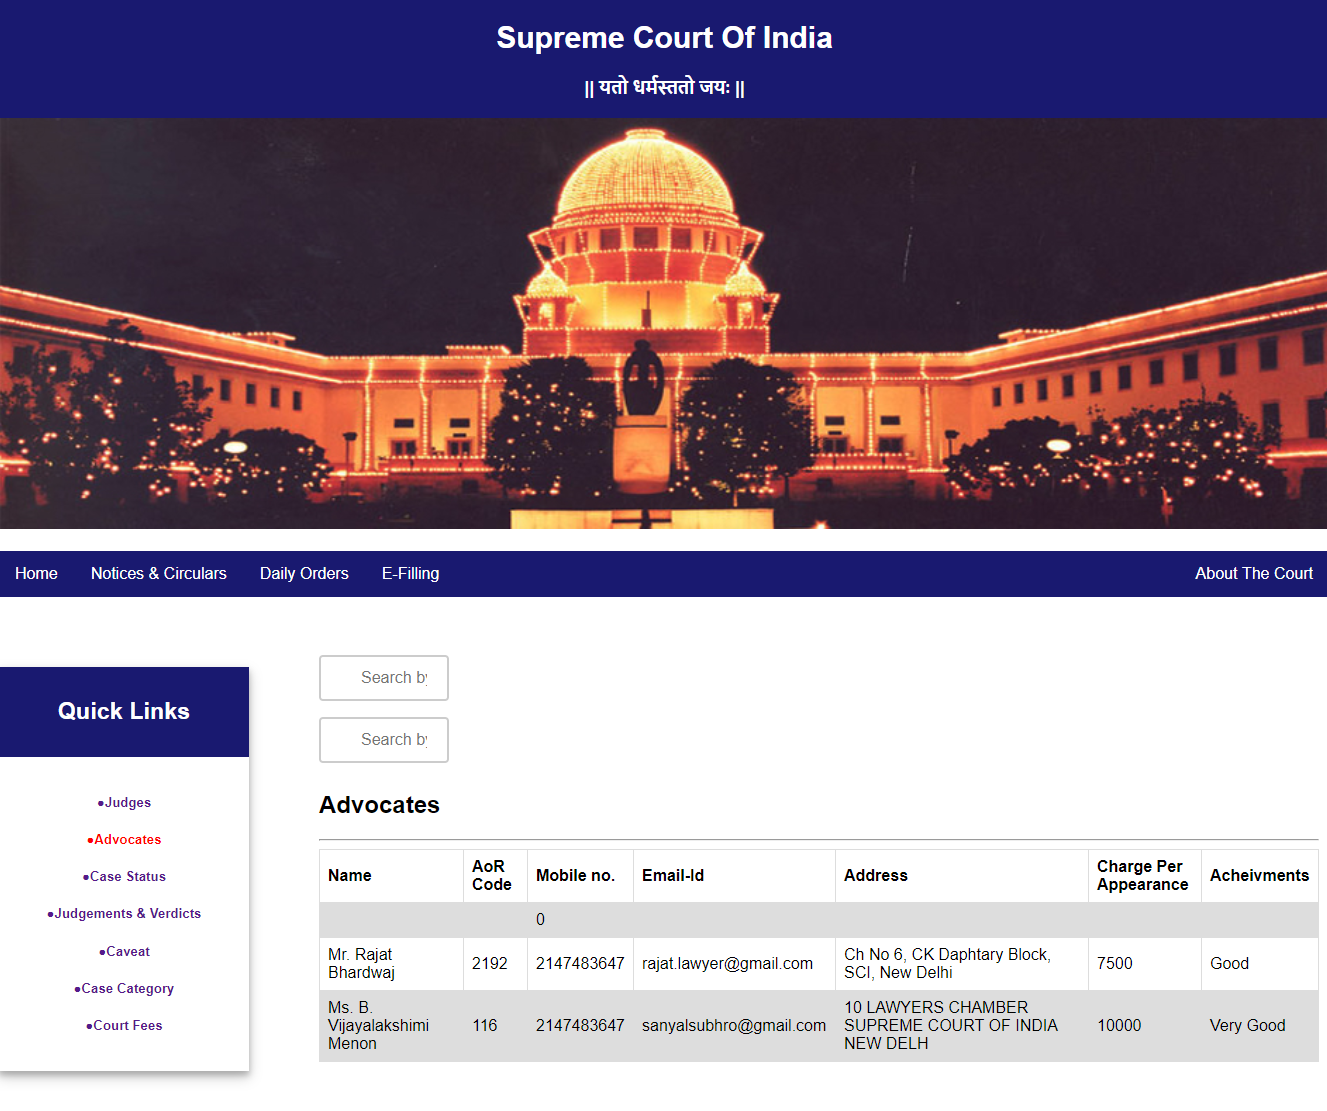 Supreme Court Of India
|| यतो धर्मस्ततो जयः ||
Home Notices & Circulars Daily Orders E-Filling About The Court
Quick Links
•Judges
•Advocates
•Case Status
•Judgements & Verdicts
•Caveat
•Case Category
•Court Fees
Search by
Search by
Advocates
Name AoR Code Mobile no. Email-Id Address Charge Per Appearance Acheivments
0
Mr. Rajat Bhardwaj 2192 2147483647 rajat.lawyer@gmail.com Ch No 6, CK Daphtary Block, SCI, New Delhi 7500 Good
Ms. B. Vijayalakshimi Menon 116 2147483647 sanyalsubhro@gmail.com 10 LAWYERS CHAMBER SUPREME COURT OF INDIA NEW DELH 10000 Very Good